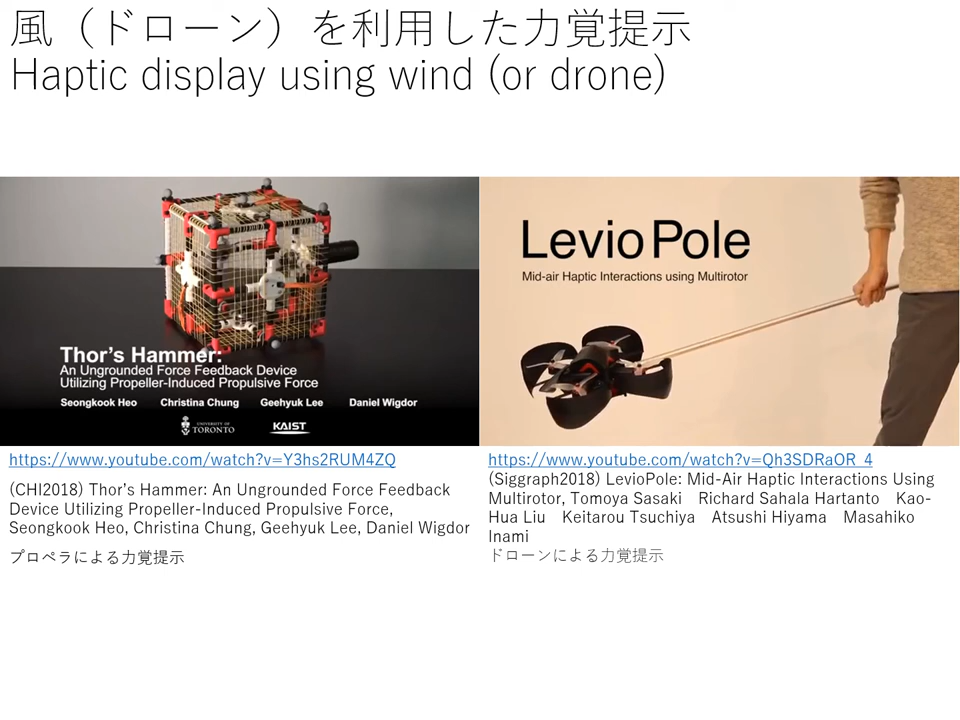 風（ドローン）を利用した力覚提示
Haptic display using wind (or drone)
Thor's Hammer:
An Ungrounded Force Feedback Device
Utilizing Propeller-Induced Propulsive Force
Seongkook Heo Christina Chung Geehyuk Lee Daniel Wigdor
UNIVERSITY OF
TORONTO
KAIST
LevioPole
Mid-air Haptic Interactions using Multirotor
https://www.youtube.com/watch?v=Y3hs2RUM4ZQ
(CHI2018) Thor's Hammer: An Ungrounded Force Feedback
Device Utilizing Propeller-Induced Propulsive Force,
Seongkook Heo, Christina Chung, Geehyuk Lee, Daniel Wigdor
プロペラによる力覚提示
https://www.youtube.com/watch?v=Qh3SDRaOR_4
(Siggraph2018) LevioPole: Mid-Air Haptic Interactions Using
Multirotor, Tomoya Sasaki　Richard Sahala Hartanto　Kao-
Hua Liu　Keitarou Tsuchiya　Atsushi Hiyama　Masahiko
Inami
ドローンによる力覚提示